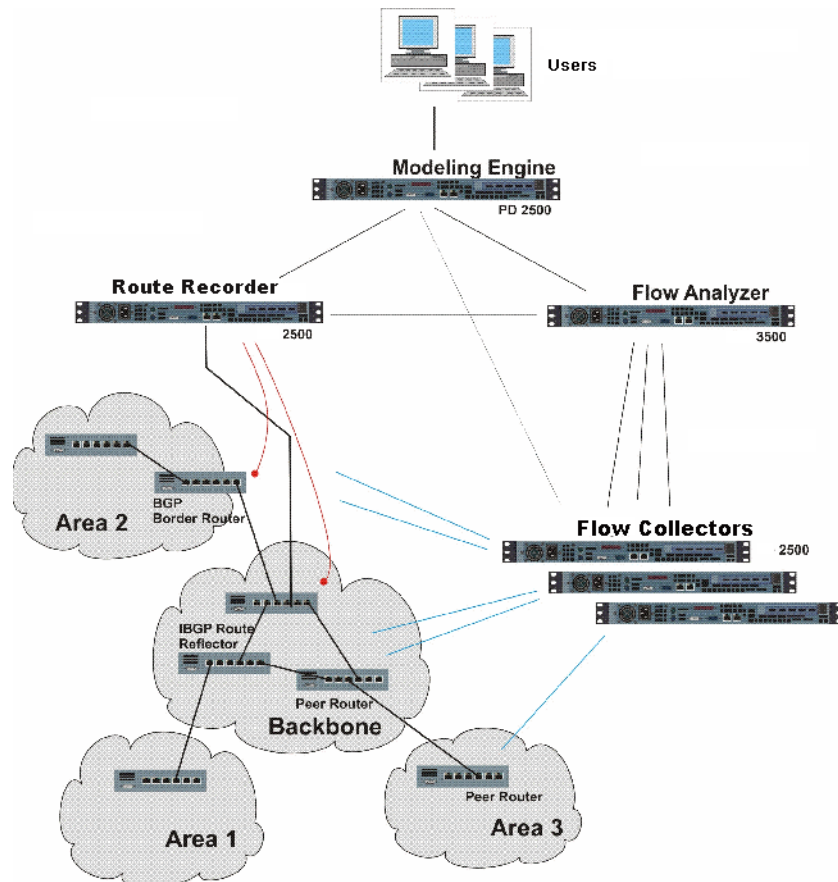 Users
Modeling Engine
PD 2500
Route Recorder
2500
Flow Analyzer
3500
Area 2
BGP
Border Router
Flow Collectors
2500
IBGP Route
Reflector
Peer Router
Backbone
Area 1
Peer Router
Area 3